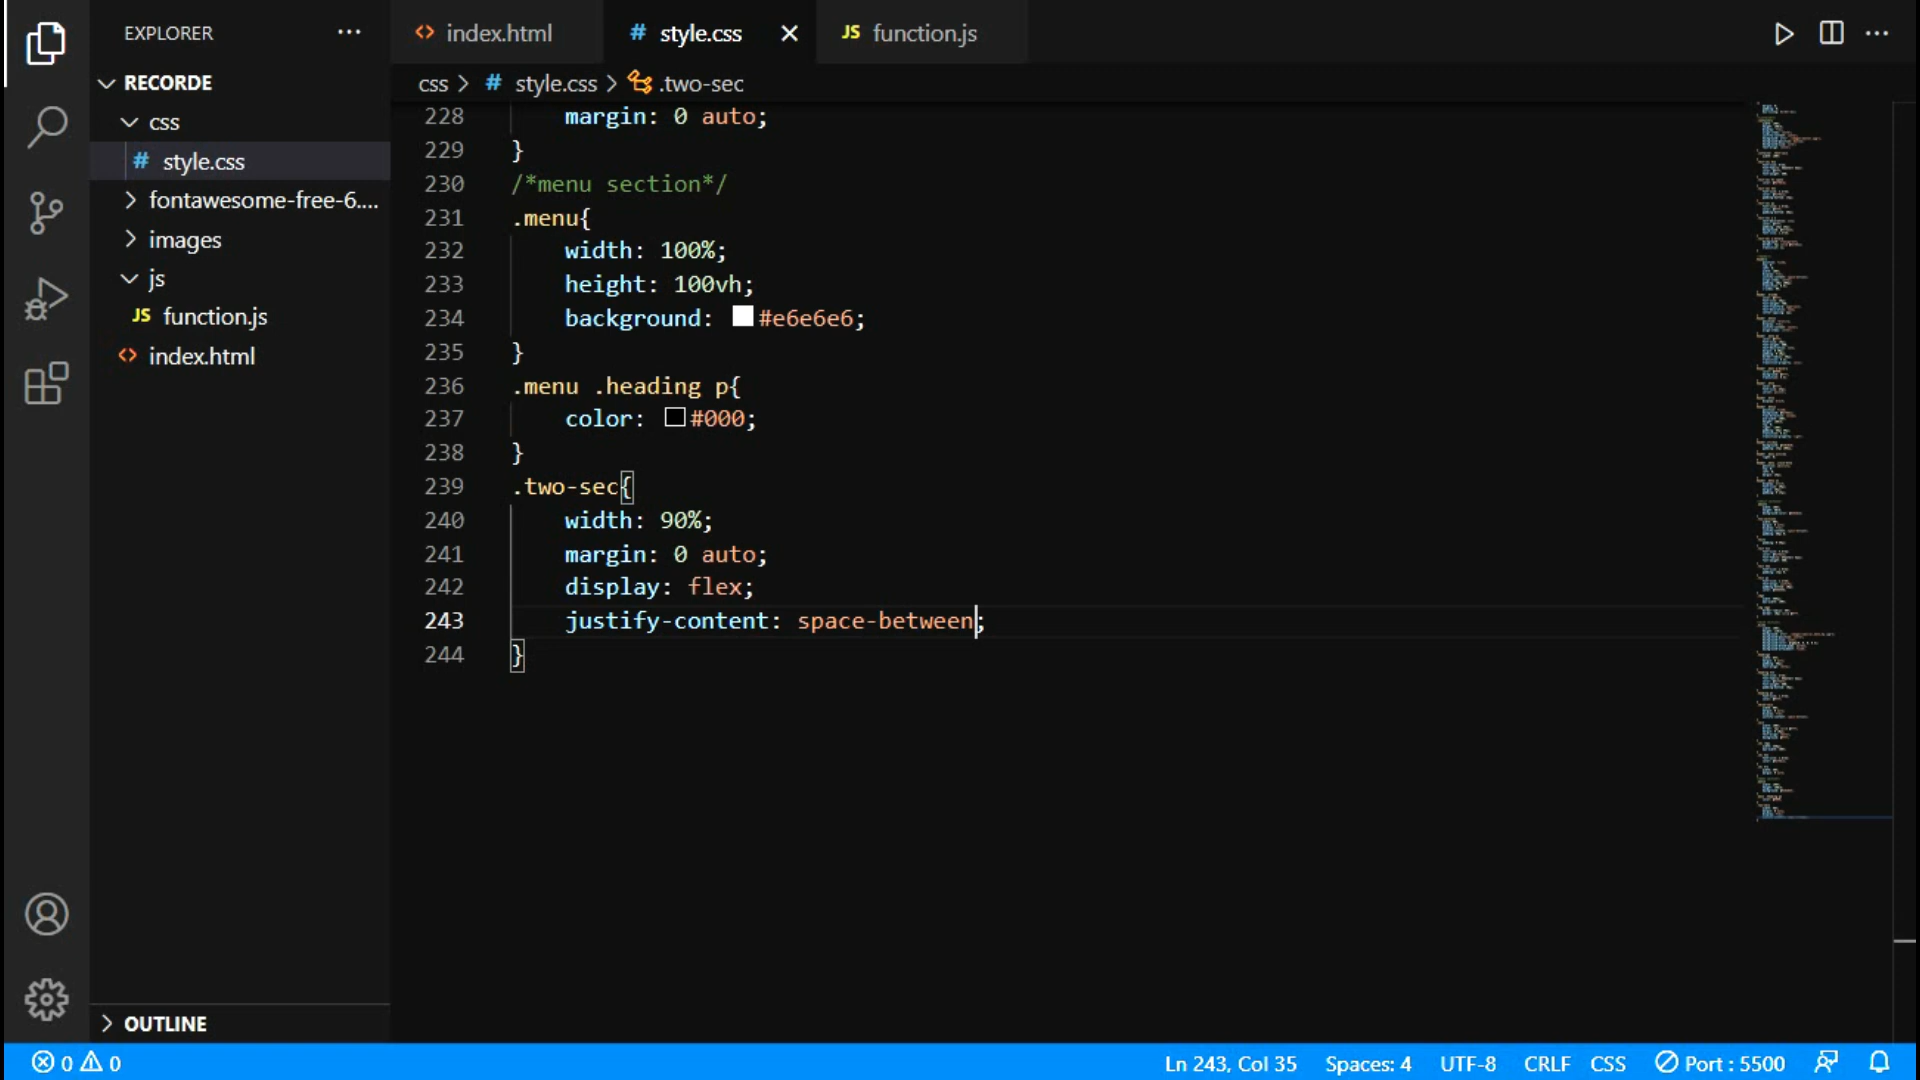 EXPLORER
RECORDE
css
# style.css
fontawesome-free-6....
images
js
JS function.js
<> index.html
OUTLINE
<> index.html
# style.css
JS function.js
css > # style.css > .two-sec
228 margin: 0 auto;
229 }
230 /*menu section*/
231 .menu{
232 width: 100%;
233 height: 100vh;
234 background: #e6e6e6;
235 }
236 .menu .heading p{
237 color: #000;
238 }
239 .two-sec{
240 width: 90%;
241 margin: 0 auto;
242 display: flex;
243 justify-content: space-between;
244 }
0 0 Ln 243, Col 35 Spaces: 4 UTF-8 CRLF CSS Port : 5500